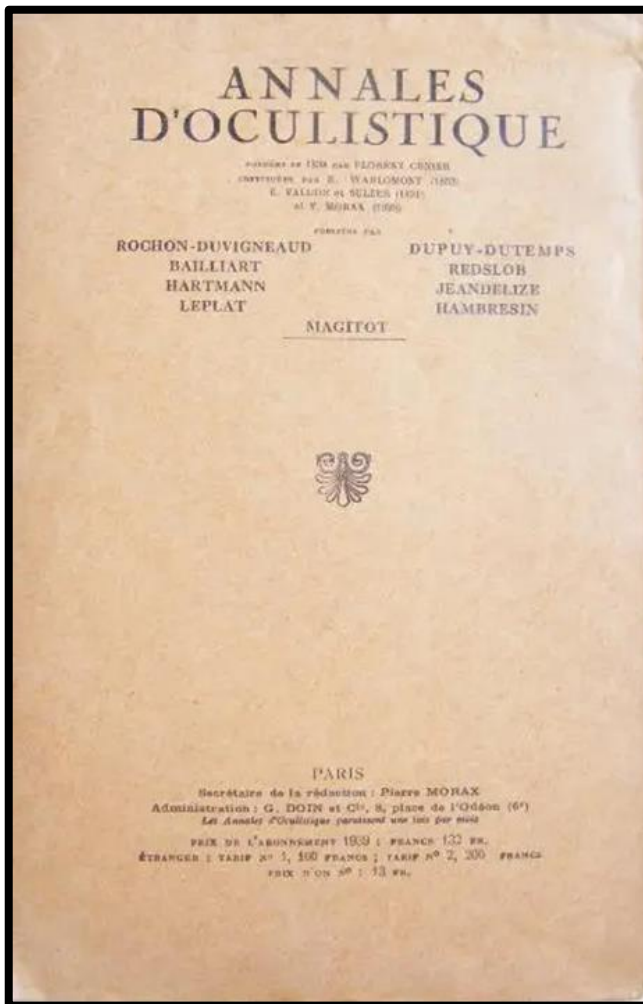 ANNALES
D'OCULISTIQUE
FONDÉES EN 1838 PAR FLORENT CUNIER
CONTINUÉES PAR E. WARLOMONT
E. VALUDE et SULZER (1891)
et V. MORAX
PUBLIÉES PAR
ROCHON-DUVIGNEAUD
BAILLIART
HARTMANN
LEPLAT
DUPUY-DUTEMPS
REDSLOB
JEANDELIZE
HAMBRESIN
MAGITOT
PARIS
Secrétaire de la rédaction : Pierre MORAX
Administration : G. DOIN et Cie, 8, place de l'Odéon (6e)
Les Annales d'Oculistique paraissent une fois par mois
PRIX DE L'ABONNEMENT 1939 : FRANCS FR.
ÉTRANGER : TARIF No 1, 160 FRANCS ; TARIF No 2, 200 FRANCS
PRIX D'UN No : 13 FR.